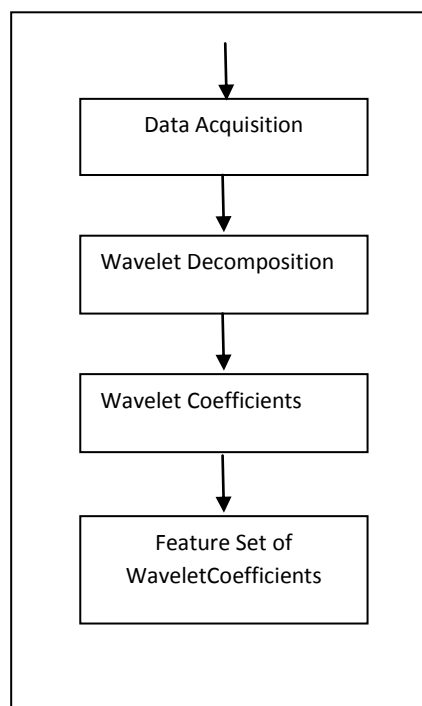 Data Acquisition
Wavelet Decomposition
Wavelet Coefficients
Feature Set of
WaveletCoefficients